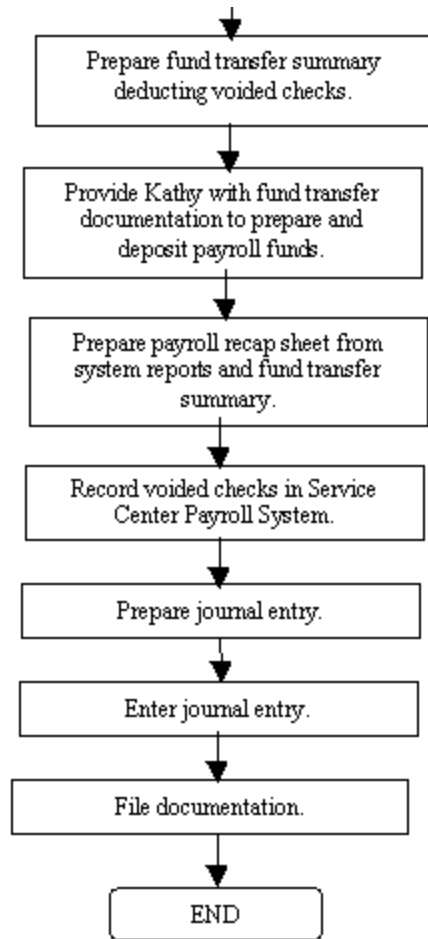 Prepare fund transfer summary
deducting voided checks.
Provide Kathy with fund transfer
documentation to prepare and
deposit payroll funds.
Prepare payroll recap sheet from
system reports and fund transfer
summary.
Record voided checks in Service
Center Payroll System.
Prepare journal entry.
Enter journal entry.
File documentation.
END